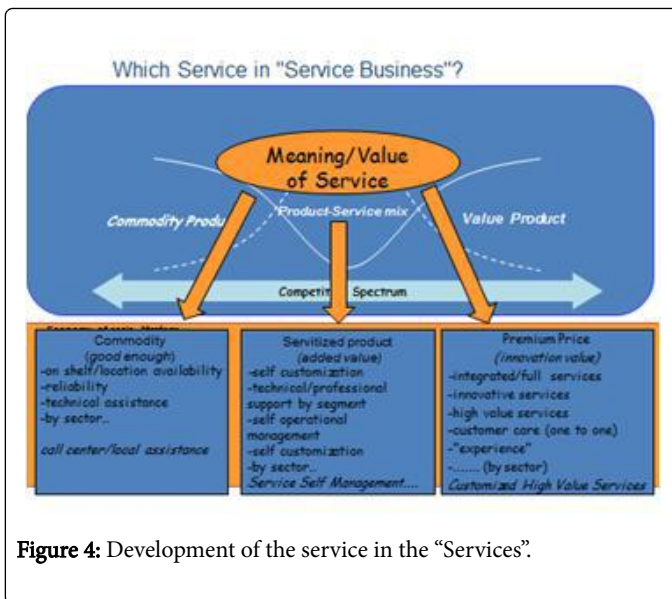 Which Service in "Service Business"?
Meaning/Value
of Service
Commodity Produ
Product-Service mix
Value Product
Competiti Spectrum
Commodity
(good enough)
-on shelf/location availability
-reliability
-technical assistance
-by sector..
call center/local assistance
Servitized product
(added value)
-self customization
-technical/professional
support by segment
-self operational
management
-self customization
-by sector..
Service Self Management....
Premium Price
(innovation value)
-integrated/full services
-innovative services
-high value services
-customer care (one to one)
-"experience"
-....... (by sector)
Customized High Value Services
Figure 4: Development of the service in the “Services”.